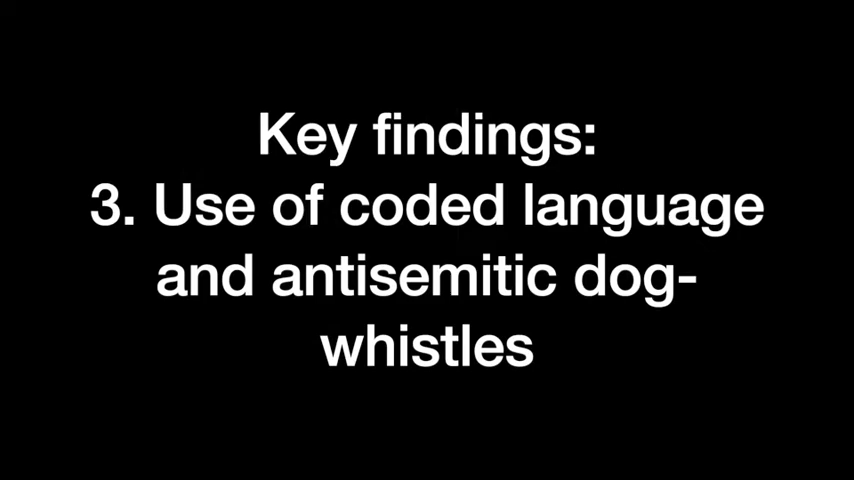 Key findings:
3. Use of coded language
and antisemitic dog-
whistles